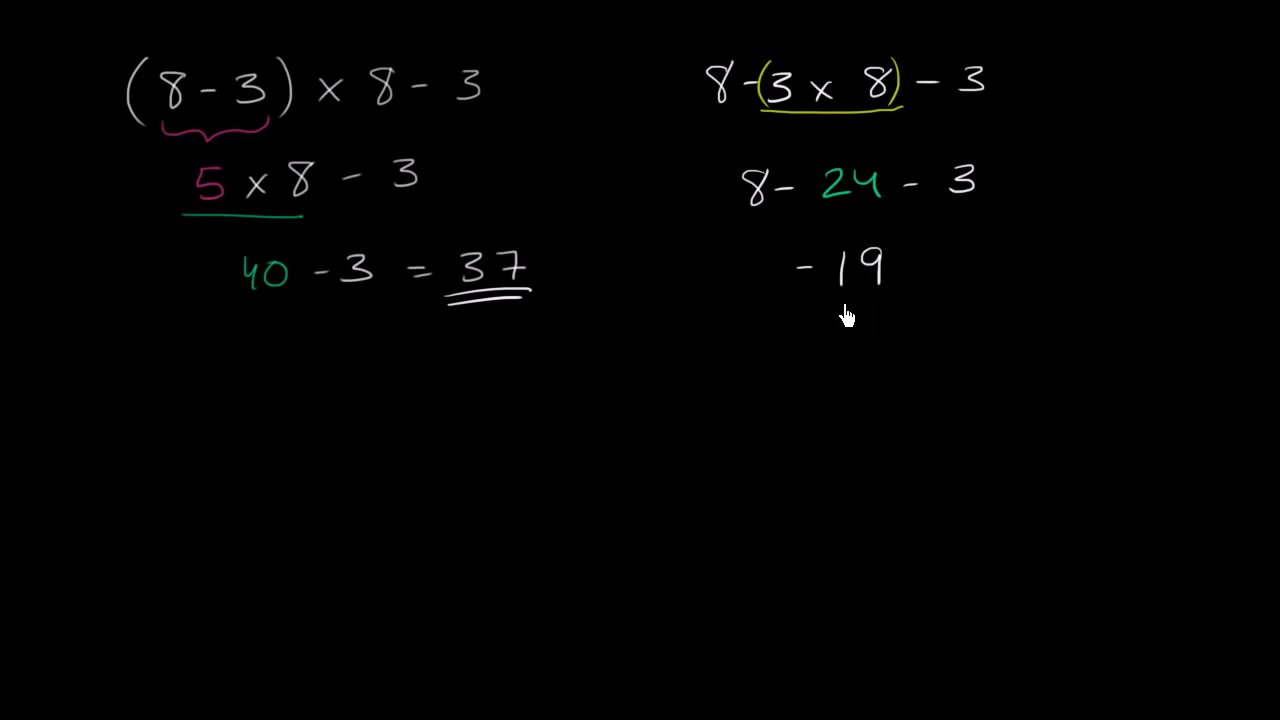 (8 - 3) × 8 - 3
5 × 8 - 3
40 - 3 = 37
8 - (3 × 8) - 3
8 - 24 - 3
- 19